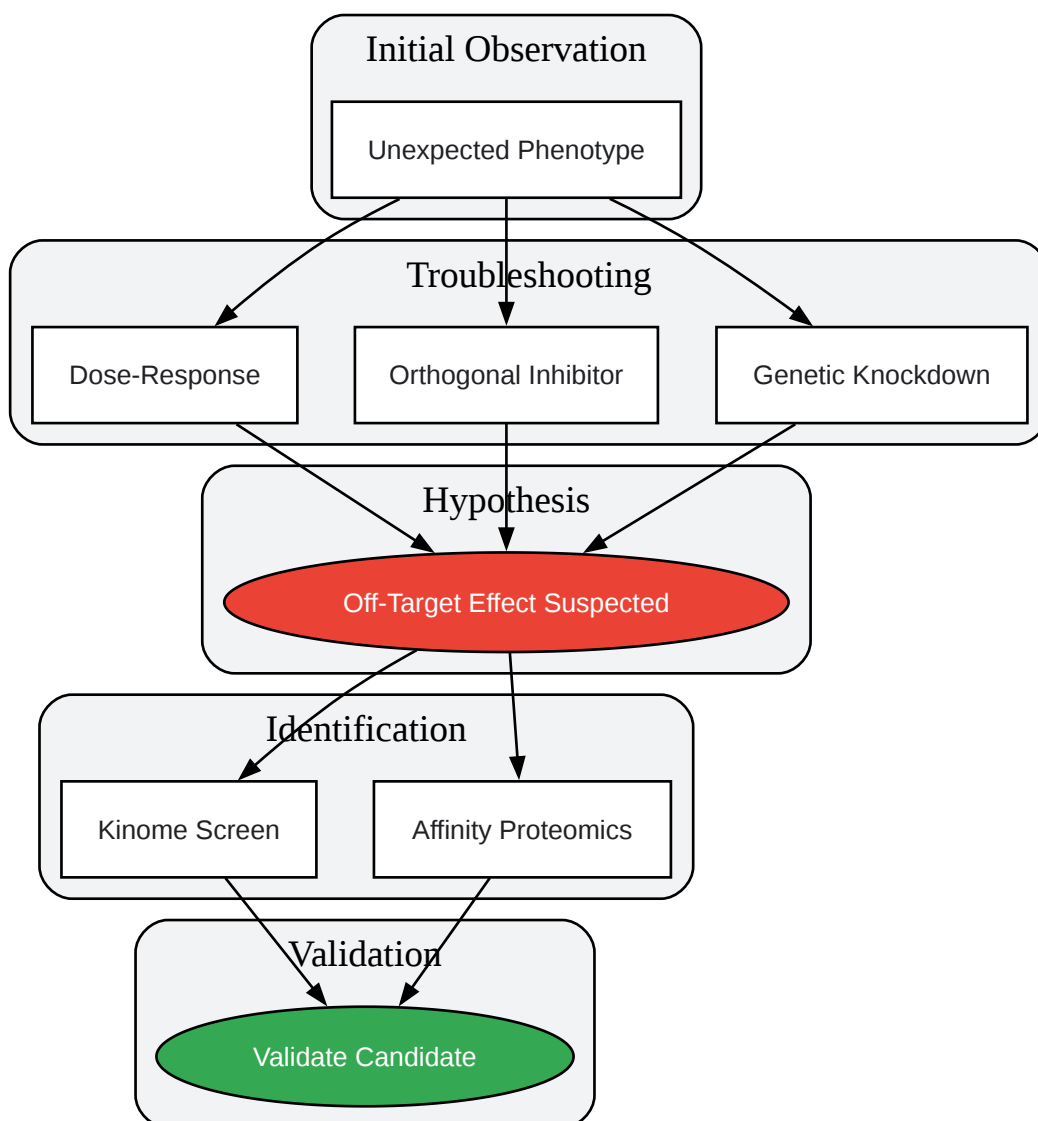 Initial Observation
Unexpected Phenotype
Troubleshooting
Dose-Response
Orthogonal Inhibitor
Genetic Knockdown
Hypothesis
Off-Target Effect Suspected
Identification
Kinome Screen
Affinity Proteomics
Validation
Validate Candidate